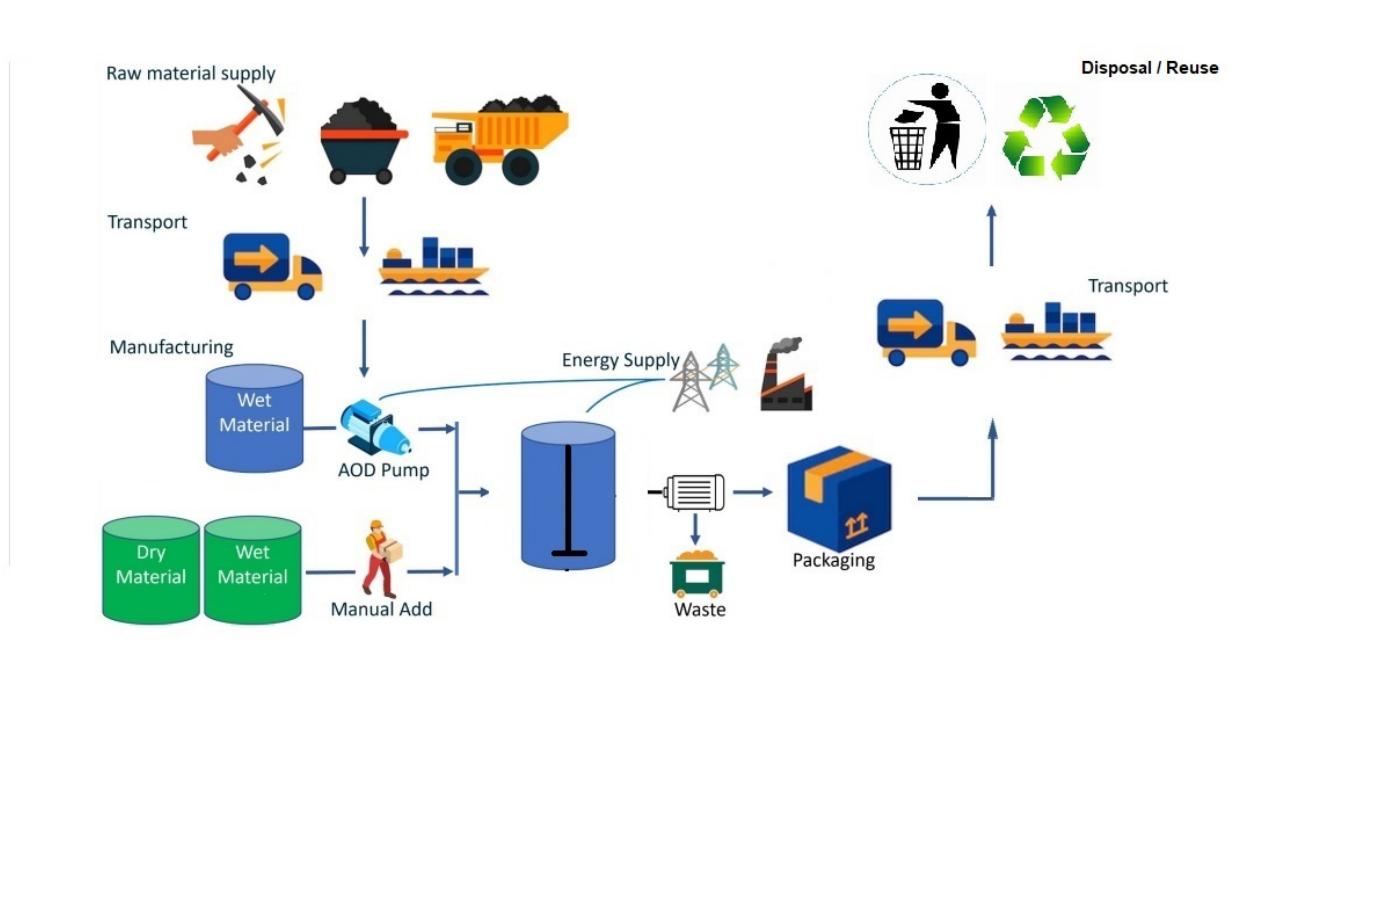 Raw material supply
Disposal / Reuse
Transport
Transport
Manufacturing
Energy Supply
Wet
Material
AOD Pump
Dry
Material
Wet
Material
Manual Add
Packaging
Waste